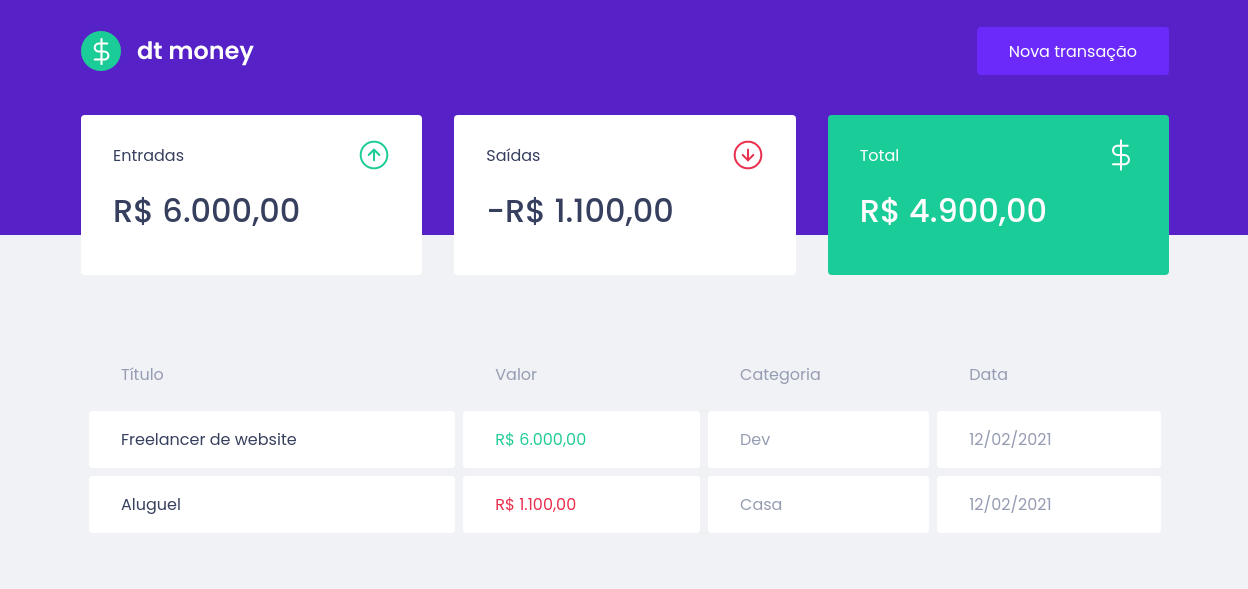 dt money
Nova transação
Entradas
Saídas
Total
R$ 6.000,00
-R$ 1.100,00
R$ 4.900,00
Título Valor Categoria Data
Freelancer de website R$ 6.000,00 Dev 12/02/2021
Aluguel R$ 1.100,00 Casa 12/02/2021